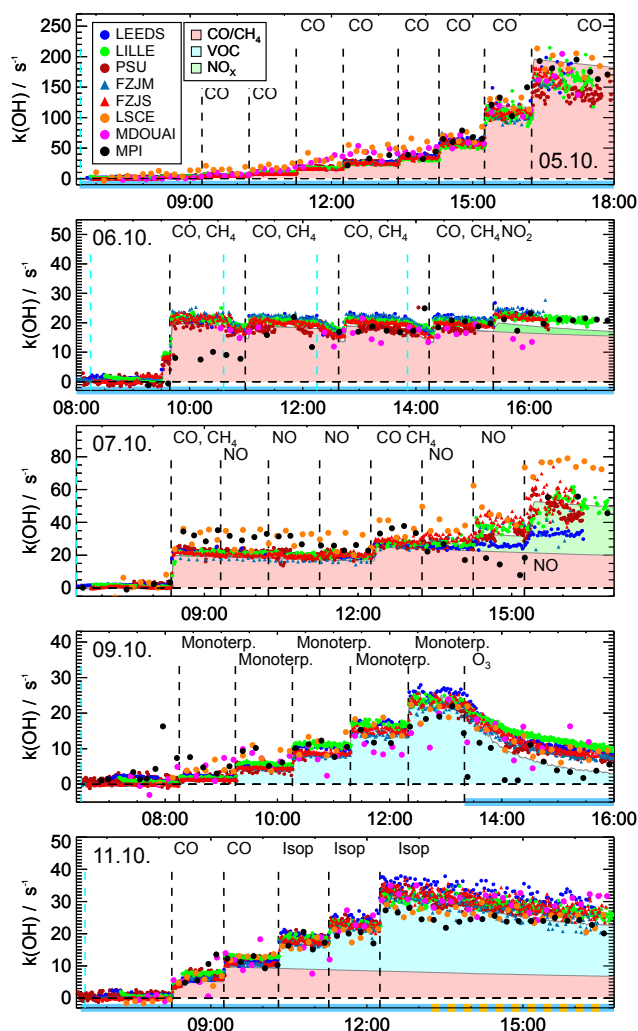 CO CO CO CO CO CO
LEEDS
LILLE
PSU
FZJM
FZJS
LSCE
MDOUAI
MPI
CO/CH₄
VOC
NOₓ
CO CO
k(OH) / s⁻¹
250
200
150
100
50
0
05.10.
09:00 12:00 15:00 18:00
06.10.
CO, CH₄ CO, CH₄ CO, CH₄ CO, CH₄ NO₂
k(OH) / s⁻¹
50
40
30
20
10
0
08:00 10:00 12:00 14:00 16:00
07.10.
CO, CH₄ NO NO CO CH₄ NO
NO NO
k(OH) / s⁻¹
80
60
40
20
0
NO
09:00 12:00 15:00
09.10.
Monoterp. Monoterp. Monoterp.
Monoterp. Monoterp. O₃
k(OH) / s⁻¹
40
30
20
10
0
08:00 10:00 12:00 14:00 16:00
11.10.
CO CO Isop Isop Isop
k(OH) / s⁻¹
50
40
30
20
10
0
09:00 12:00 15:00